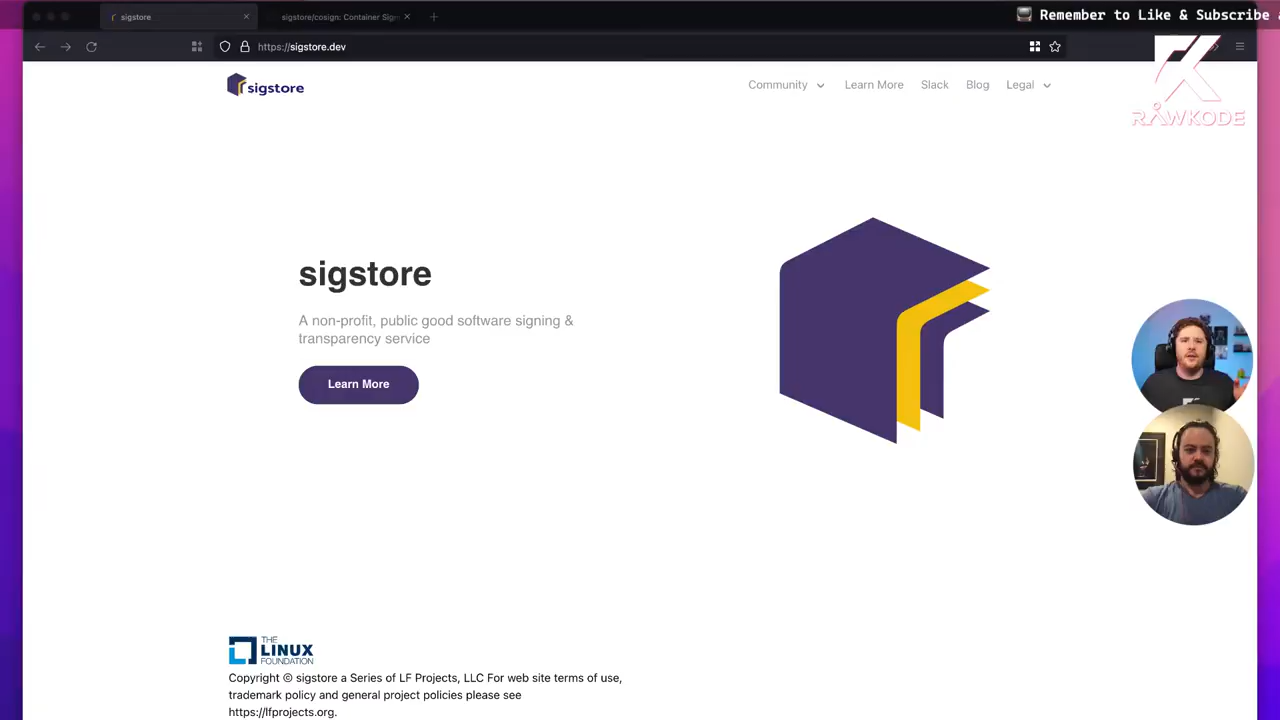 sigstore
sigstore/cosign: Container Sign
Remember to Like & Subscribe
https://sigstore.dev
sigstore
Community
Learn More
Slack
Blog
Legal
RAWKODE
sigstore
A non-profit, public good software signing &
transparency service
Learn More
THE
LINUX
FOUNDATION
Copyright © sigstore a Series of LF Projects, LLC For web site terms of use,
trademark policy and general project policies please see
https://lfprojects.org.